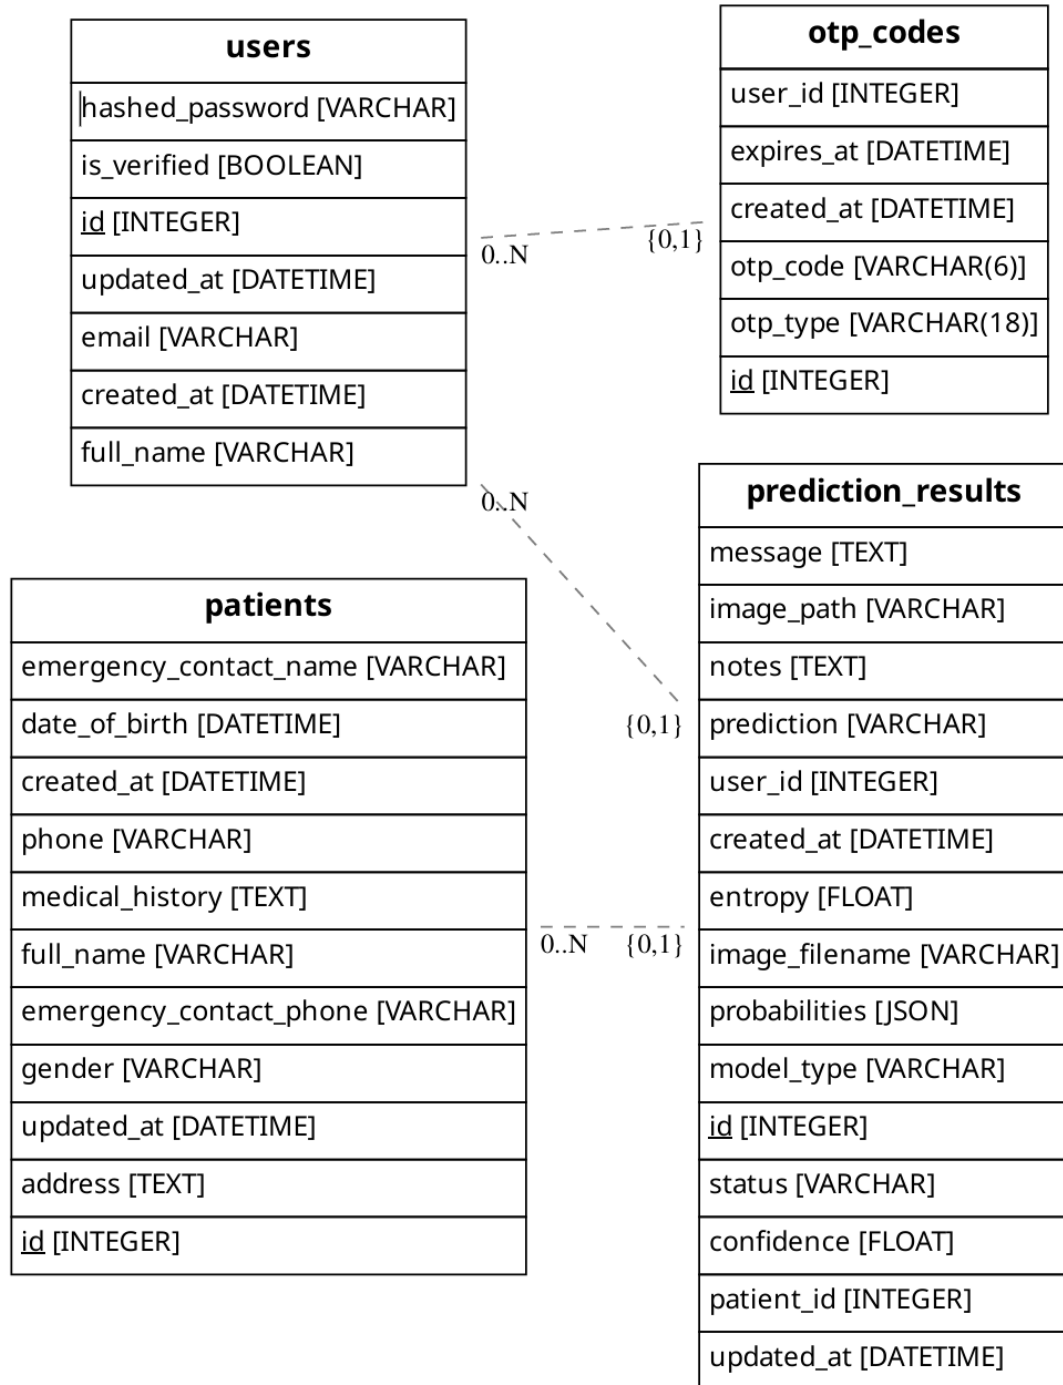 users
hashed_password [VARCHAR]
is_verified [BOOLEAN]
id [INTEGER]
updated_at [DATETIME]
email [VARCHAR]
created_at [DATETIME]
full_name [VARCHAR]
otp_codes
user_id [INTEGER]
expires_at [DATETIME]
created_at [DATETIME]
otp_code [VARCHAR(6)]
otp_type [VARCHAR(18)]
id [INTEGER]
0..N
{0,1}
0..N
{0,1}
patients
emergency_contact_name [VARCHAR]
date_of_birth [DATETIME]
created_at [DATETIME]
phone [VARCHAR]
medical_history [TEXT]
full_name [VARCHAR]
emergency_contact_phone [VARCHAR]
gender [VARCHAR]
updated_at [DATETIME]
address [TEXT]
id [INTEGER]
0..N
{0,1}
prediction_results
message [TEXT]
image_path [VARCHAR]
notes [TEXT]
prediction [VARCHAR]
user_id [INTEGER]
created_at [DATETIME]
entropy [FLOAT]
image_filename [VARCHAR]
probabilities [JSON]
model_type [VARCHAR]
id [INTEGER]
status [VARCHAR]
confidence [FLOAT]
patient_id [INTEGER]
updated_at [DATETIME]